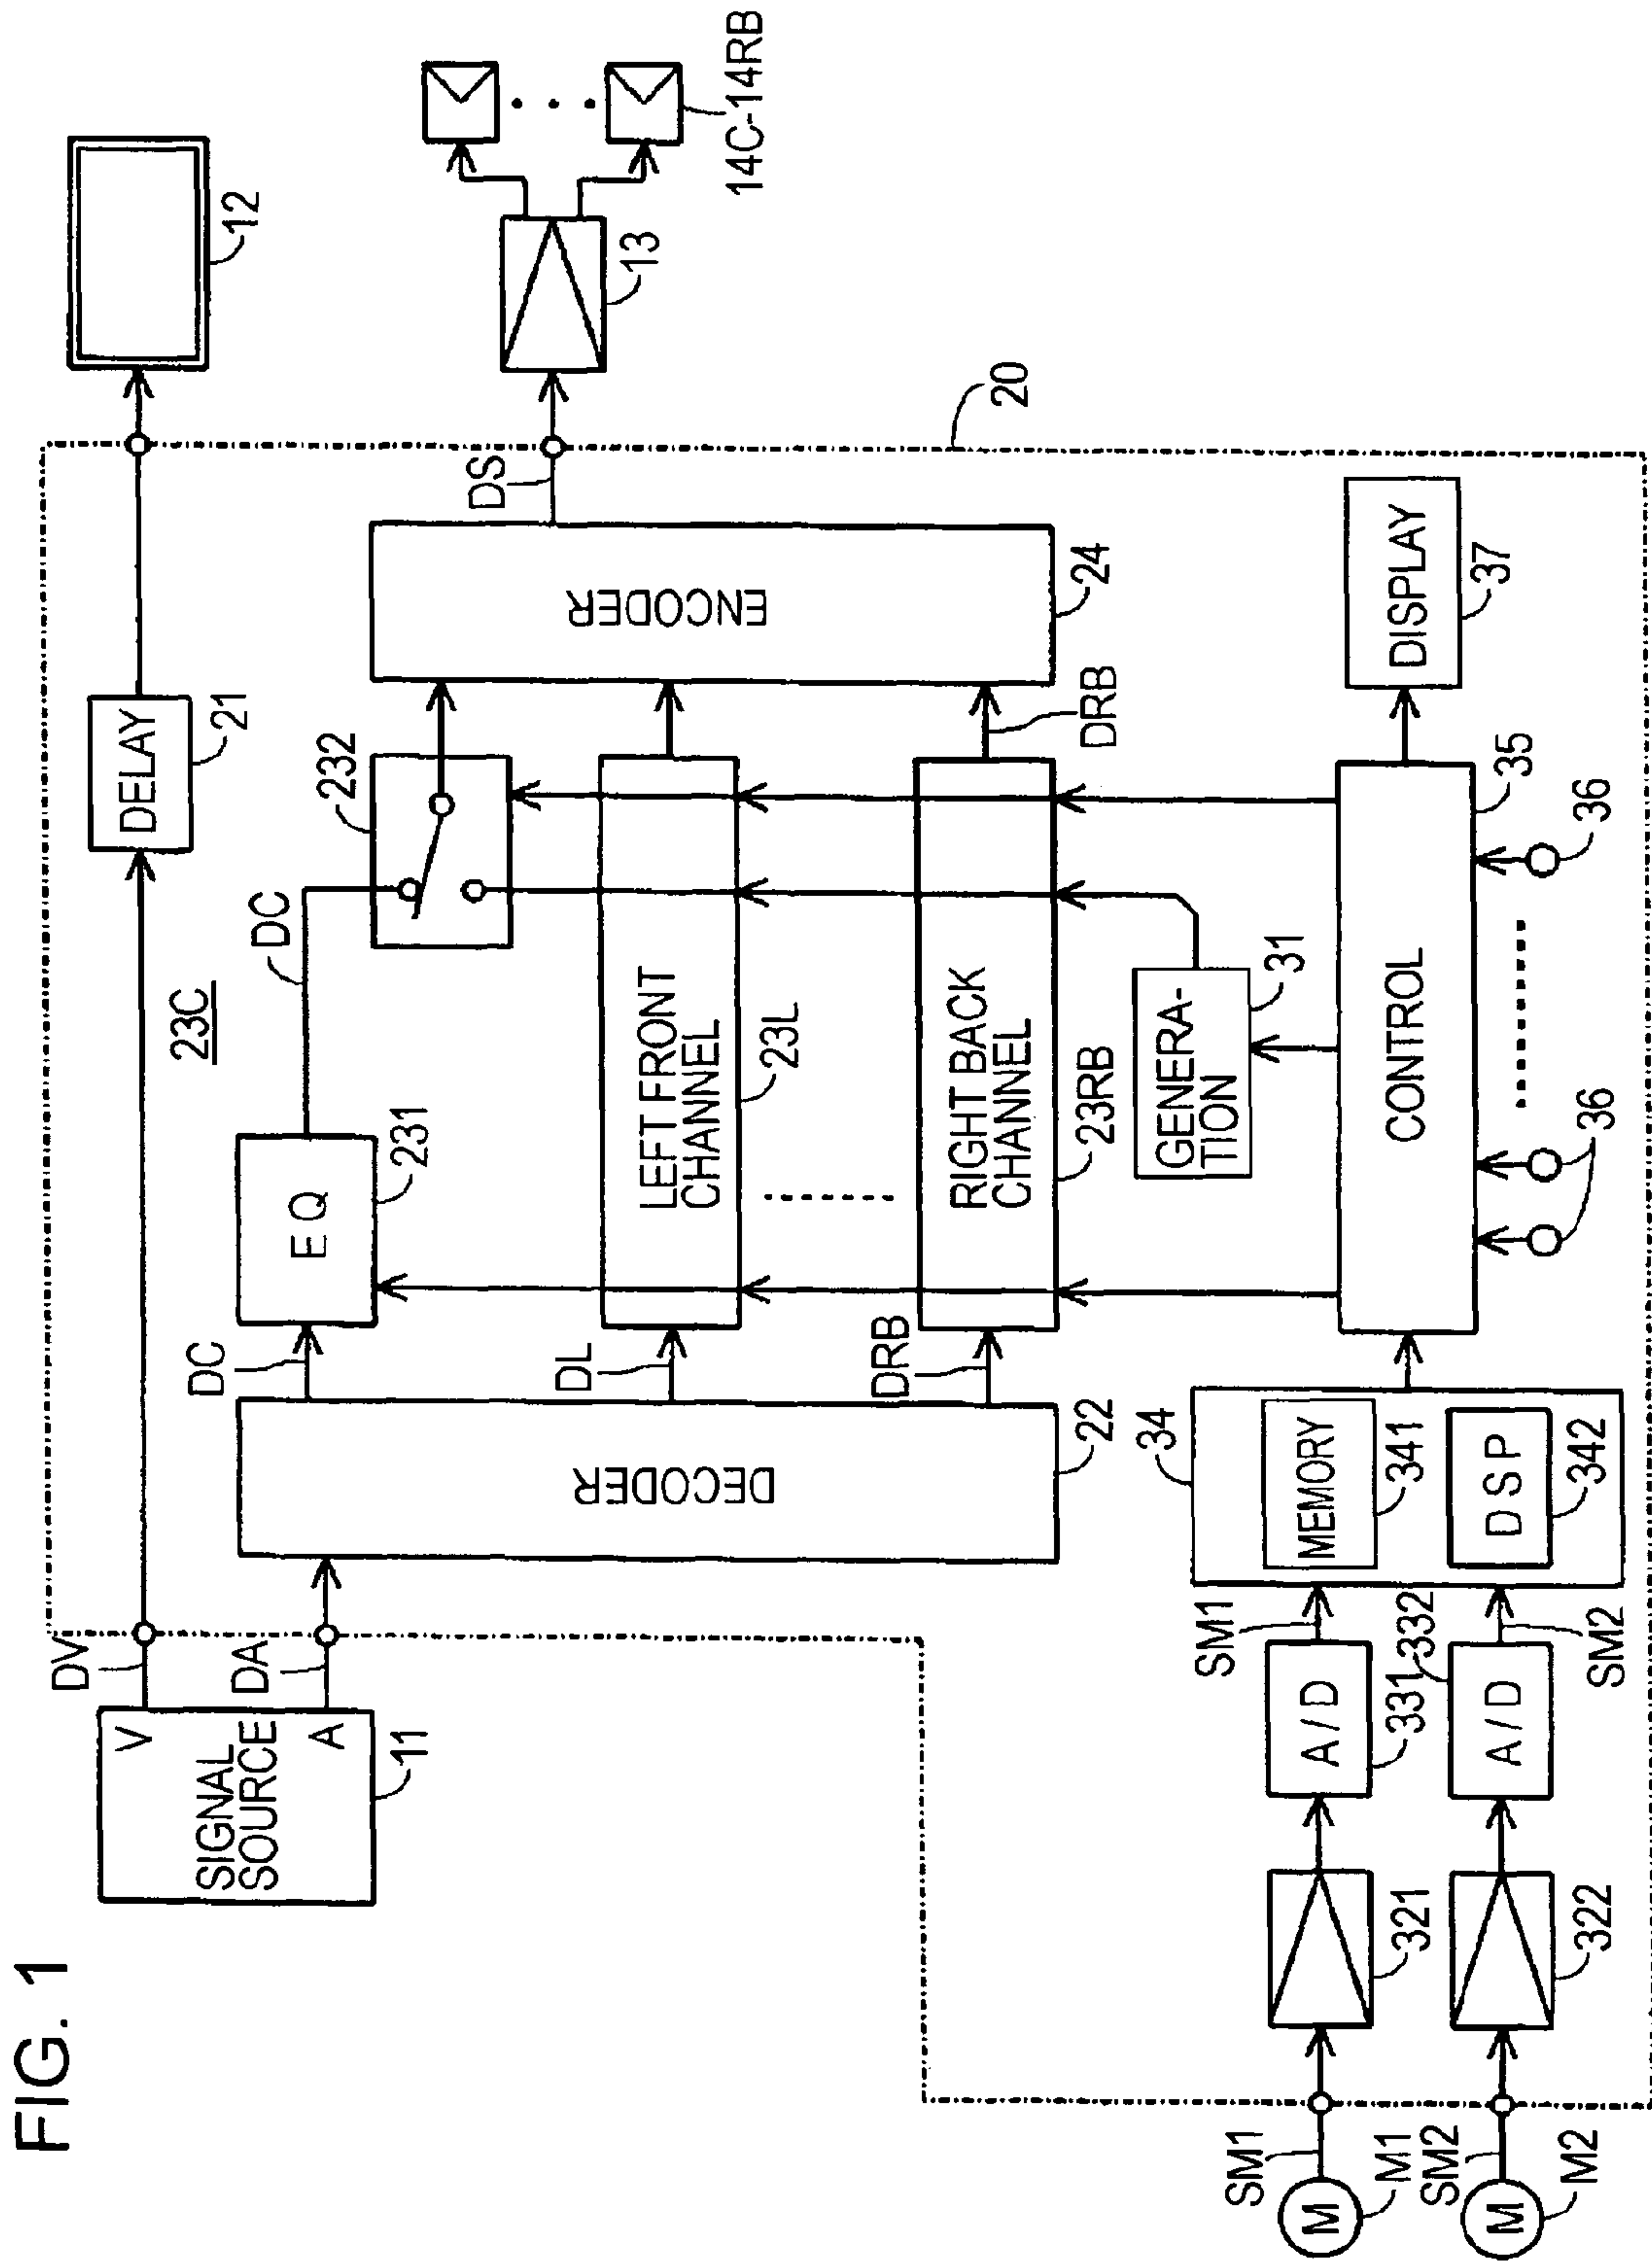 FIG. 1
SIGNAL
SOURCE
V
A
11
DV
DA
DELAY
21
12
23C
DECODER
22
DC
DL
DRB
EQ
231
DC
232
LEFT FRONT
CHANNEL
23L
RIGHT BACK
CHANNEL
23RB
DRB
ENCODER
24
DS
20
13
14C-14RB
GENERA-
TION
31
CONTROL
35
36
36
DISPLAY
37
34
MEMORY
341
DSP
342
SM1
M
M1
321
A/D
331
SM1
SM2
M
M2
322
A/D
332
SM2